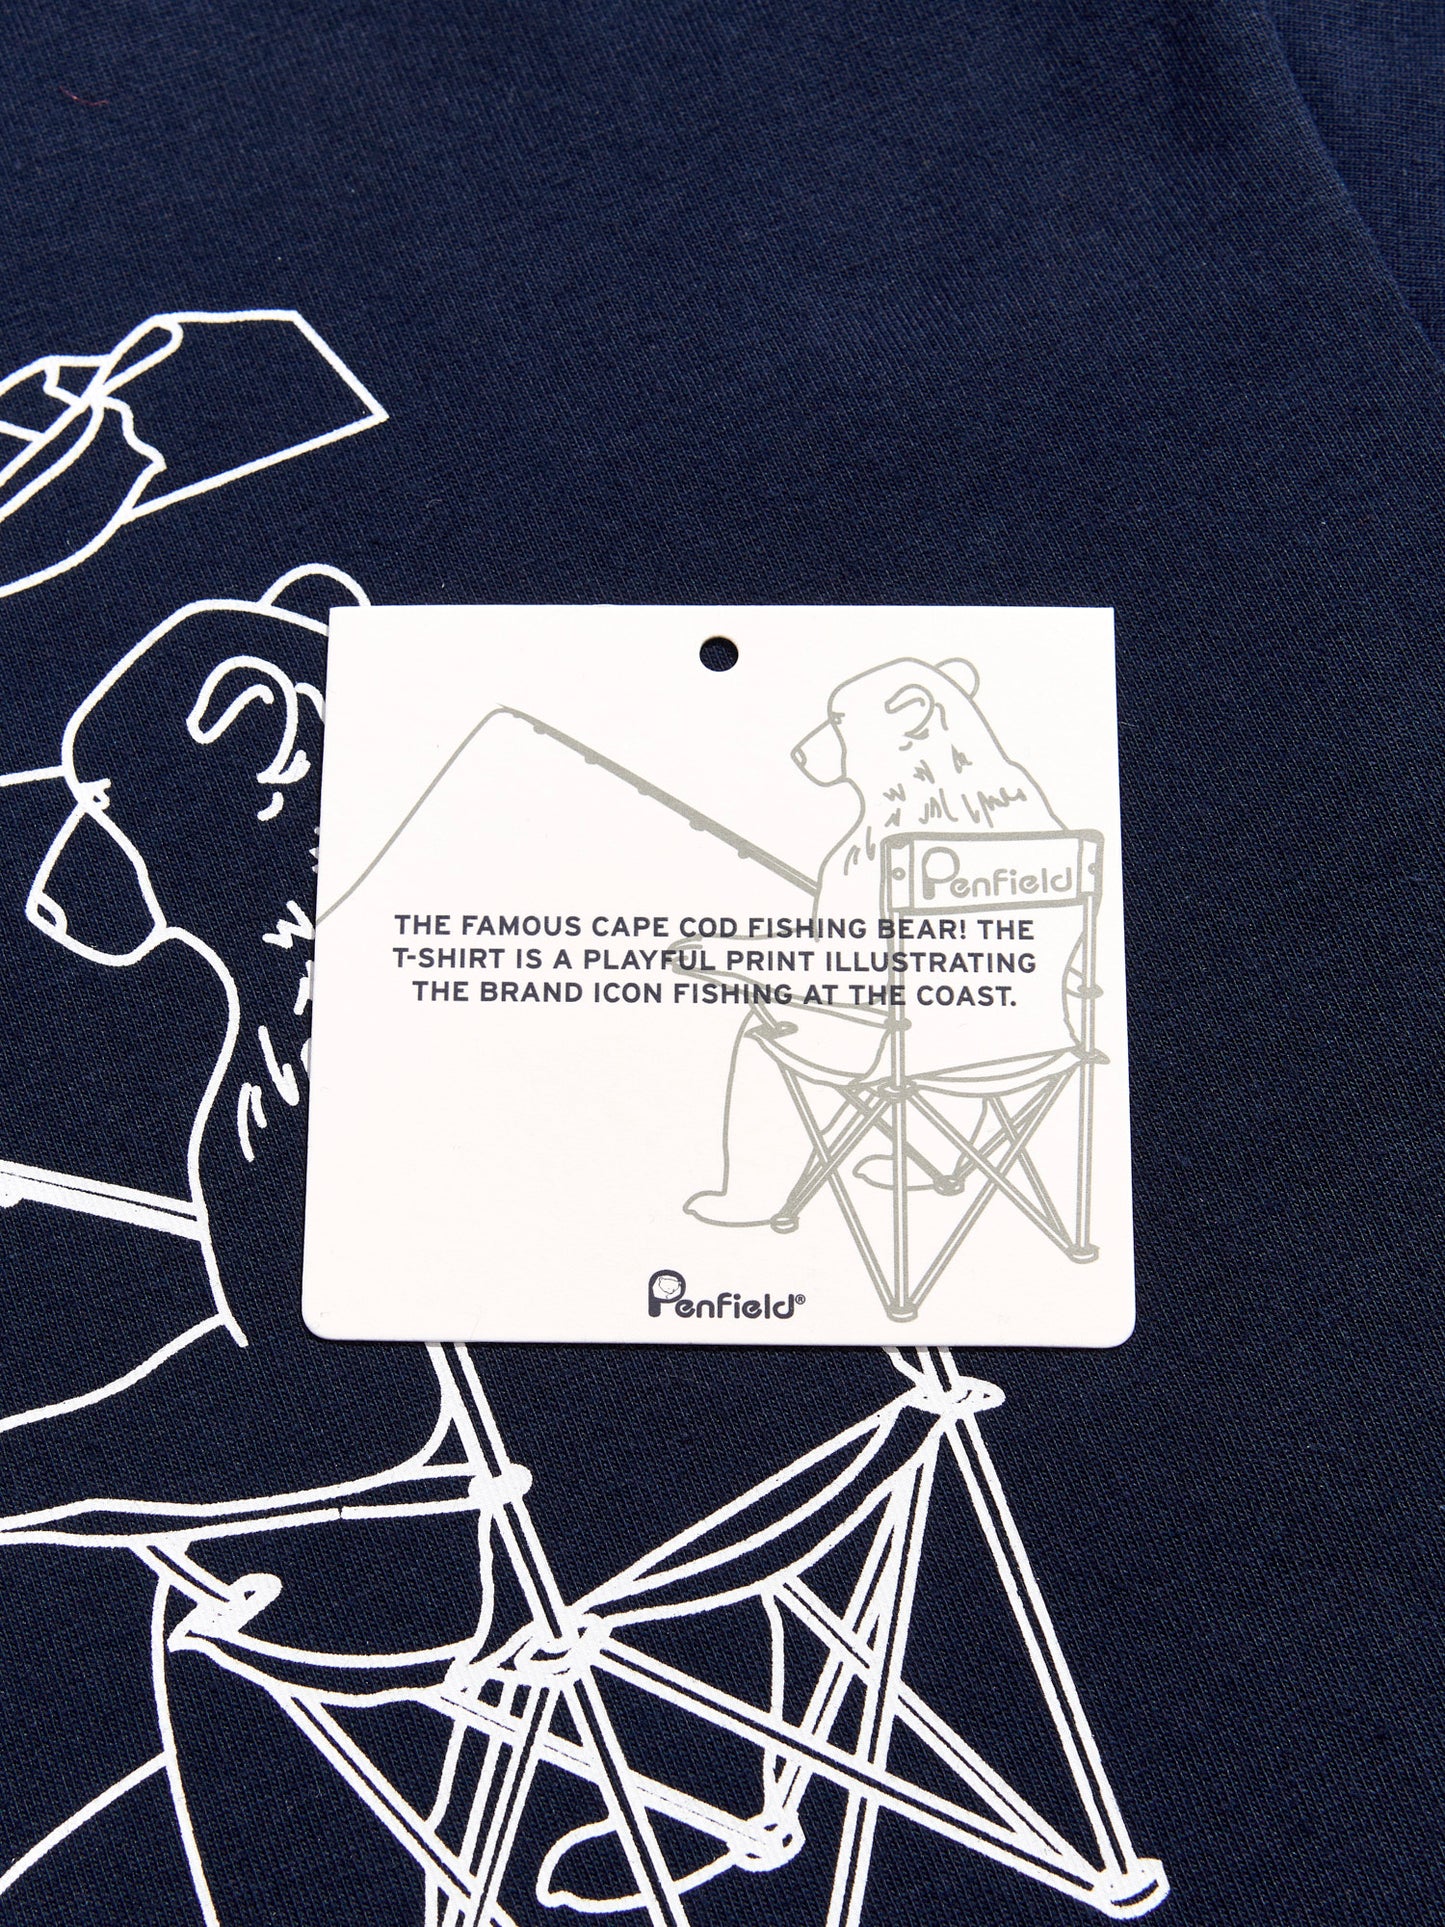 Penfield
THE FAMOUS CAPE COD FISHING BEAR! THE
T-SHIRT IS A PLAYFUL PRINT ILLUSTRATING
THE BRAND ICON FISHING AT THE COAST.
Penfield®